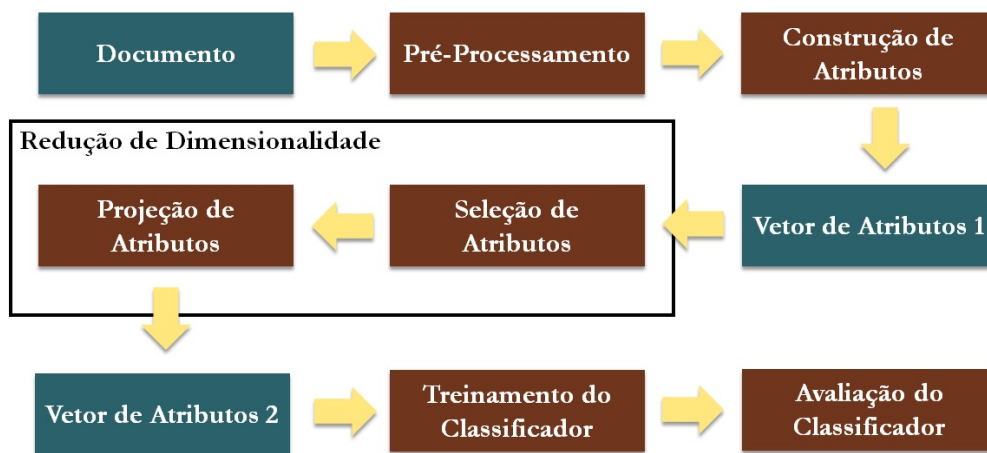 Documento
Pré-Processamento
Construção de
Atributos
Redução de Dimensionalidade
Projeção de
Atributos
Seleção de
Atributos
Vetor de Atributos 1
Vetor de Atributos 2
Treinamento do
Classificador
Avaliação do
Classificador